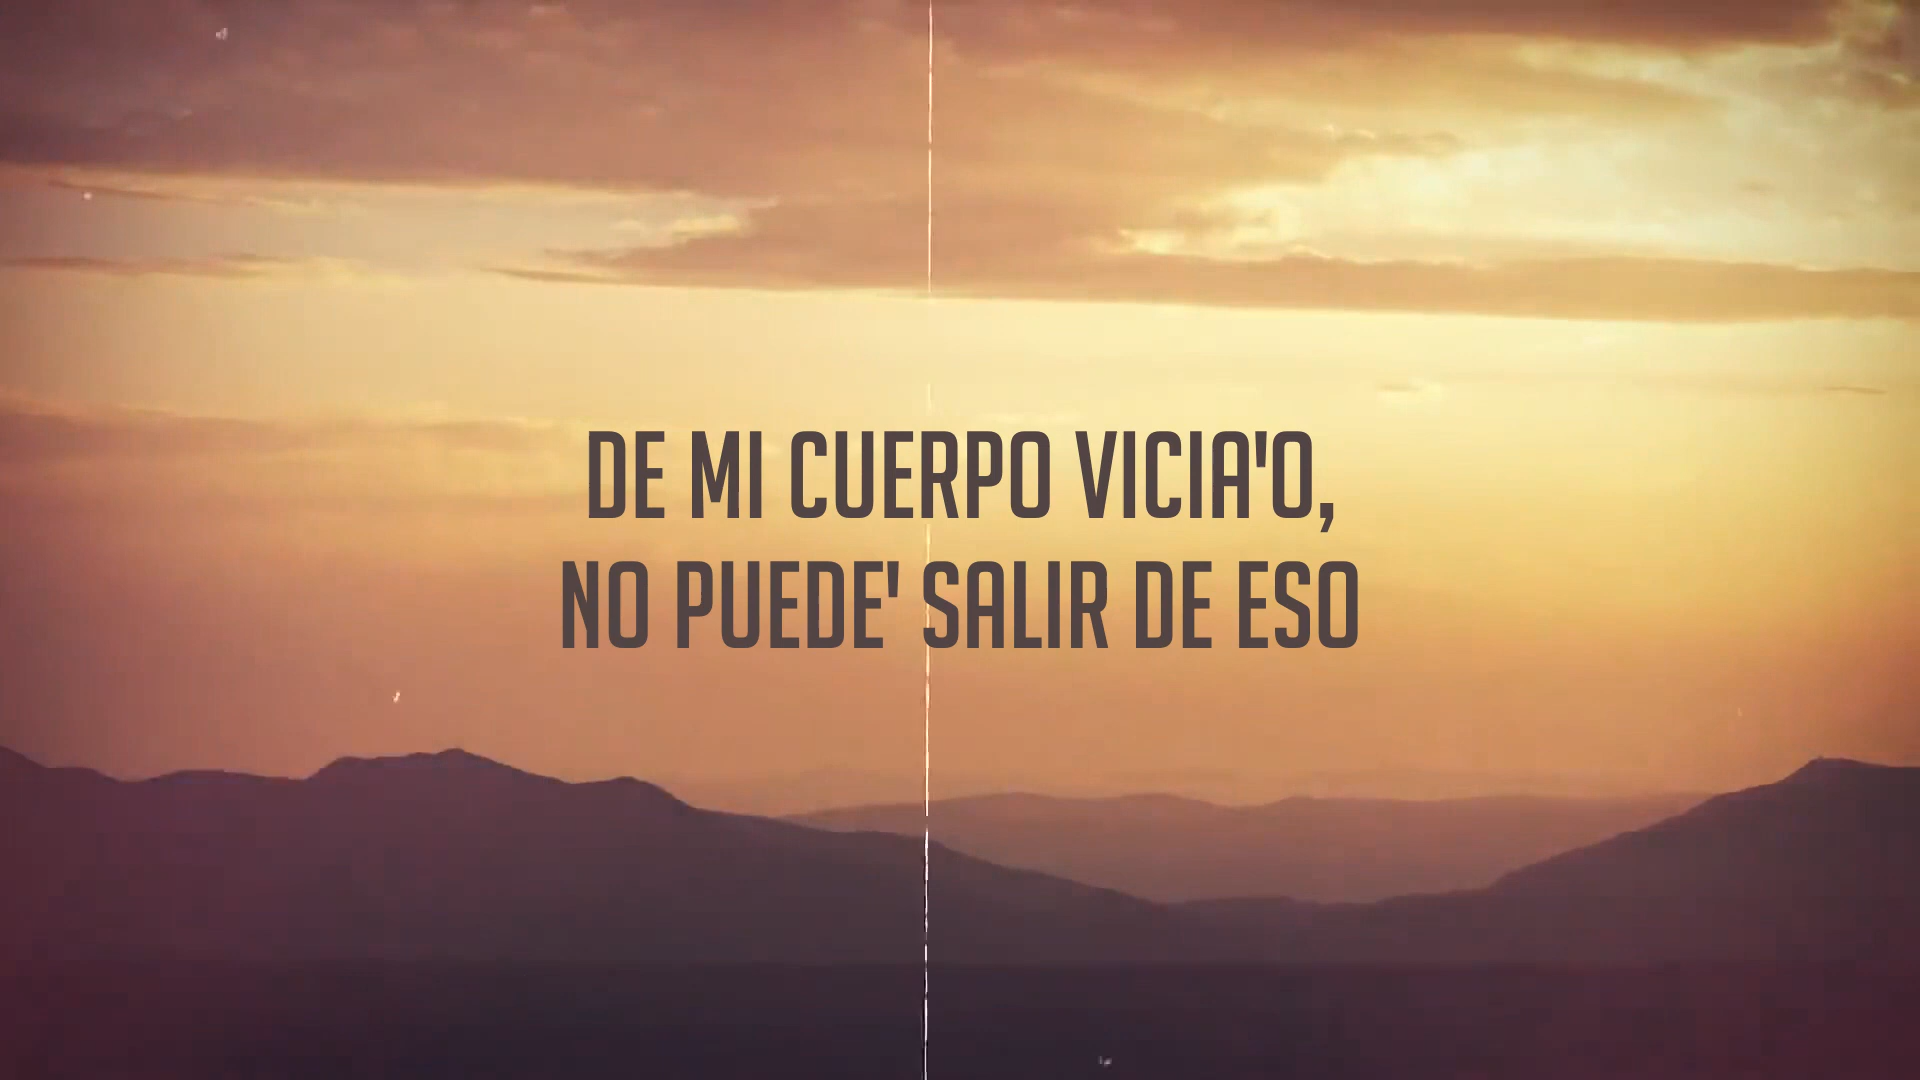 DE MI CUERPO VICIA'O,
NO PUEDE' SALIR DE ESO